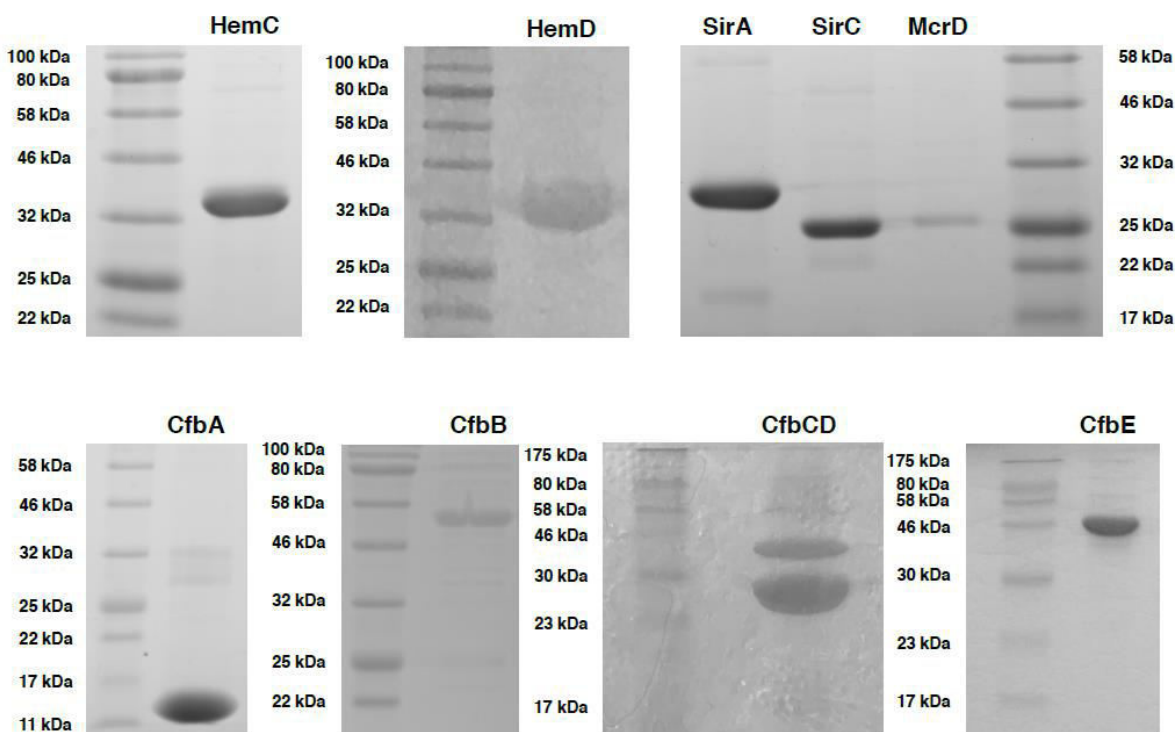 HemC
100 kDa
80 kDa
58 kDa
46 kDa
32 kDa
25 kDa
22 kDa
HemD
100 kDa
80 kDa
58 kDa
46 kDa
32 kDa
25 kDa
22 kDa
SirA SirC McrD
58 kDa
46 kDa
32 kDa
25 kDa
22 kDa
17 kDa
CfbA
58 kDa
46 kDa
32 kDa
25 kDa
22 kDa
17 kDa
11 kDa
CfbB
100 kDa
80 kDa
58 kDa
46 kDa
32 kDa
25 kDa
22 kDa
CfbCD
175 kDa
80 kDa
58 kDa
46 kDa
30 kDa
23 kDa
17 kDa
CfbE
175 kDa
80 kDa
58 kDa
46 kDa
30 kDa
23 kDa
17 kDa